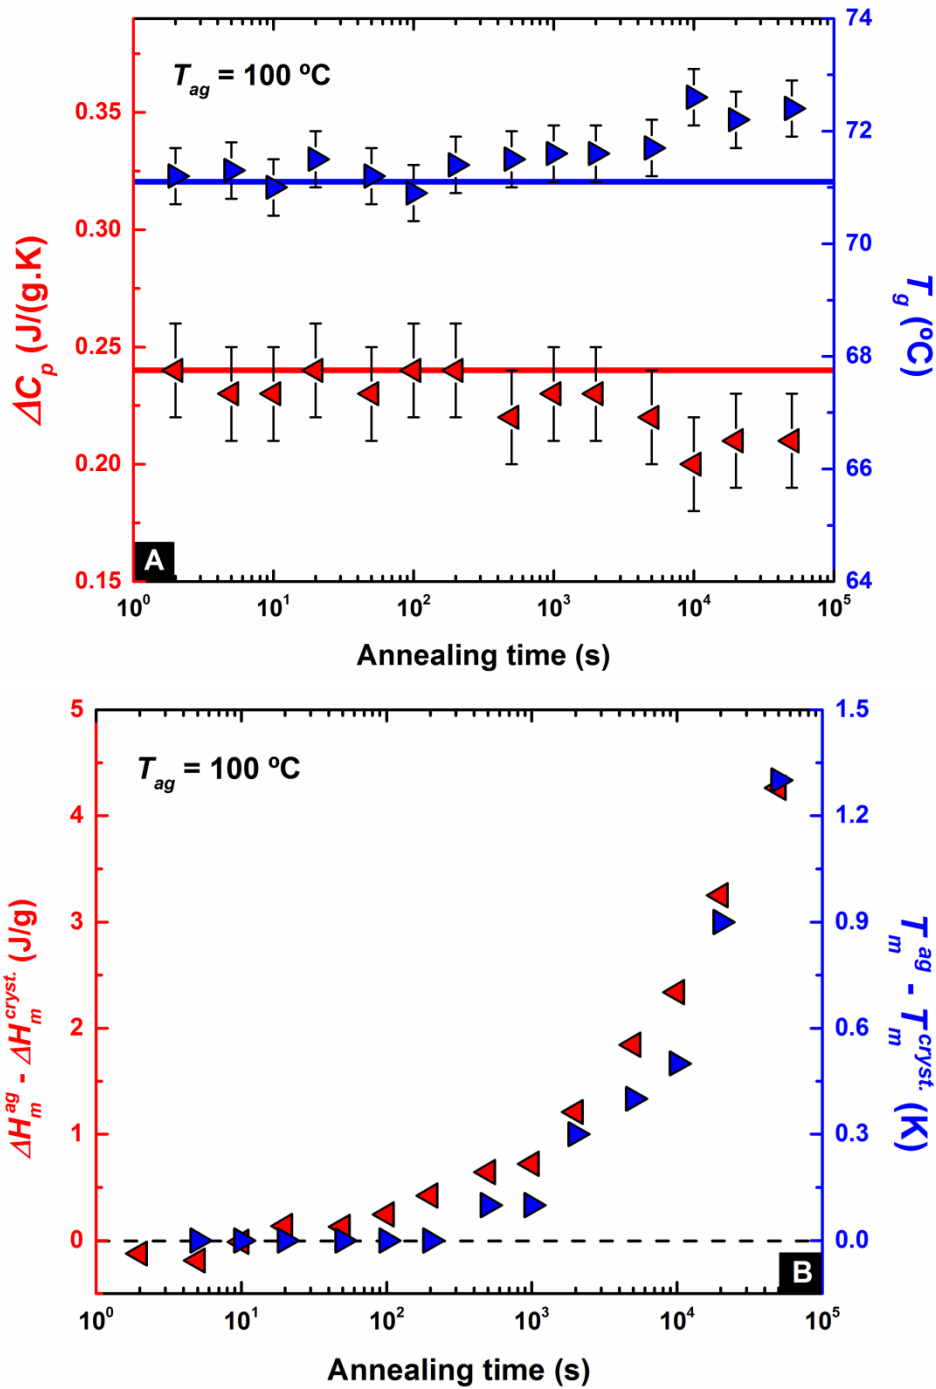 T_ag = 100 ºC
0.35
0.30
0.25
0.20
0.15
ΔC_p (J/(g.K)
74
72
70
68
66
64
T_g (ºC)
A
10^0 10^1 10^2 10^3 10^4 10^5
Annealing time (s)
T_ag = 100 ºC
5
4
3
2
1
0
ΔH_m^ag - ΔH_m^cryst. (J/g)
1.5
1.2
0.9
0.6
0.3
0.0
T_m^ag - T_m^cryst. (K)
B
10^0 10^1 10^2 10^3 10^4 10^5
Annealing time (s)